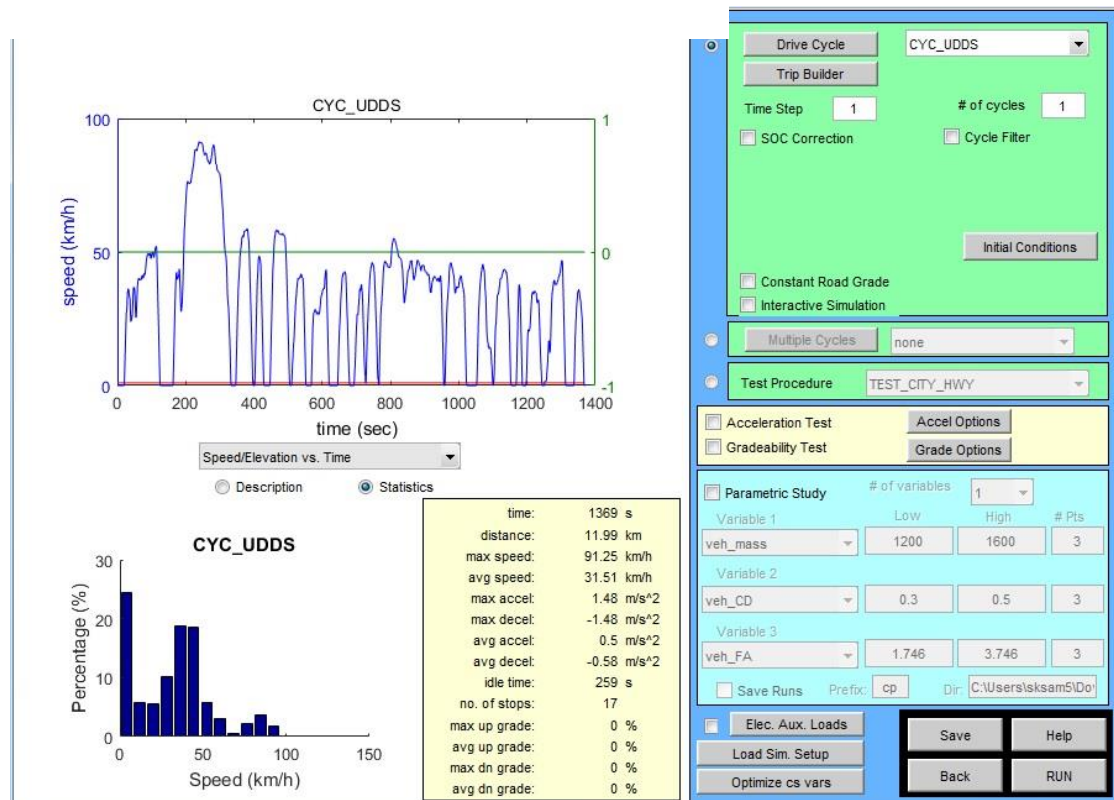 CYC_UDDS
100
50
0
speed (km/h)
1
0
-1
0 200 400 600 800 1000 1200 1400
time (sec)
Speed/Elevation vs. Time
Description Statistics
CYC_UDDS
30
20
10
0
Percentage (%)
0 50 100 150
Speed (km/h)
time: 1369 s
distance: 11.99 km
max speed: 91.25 km/h
avg speed: 31.51 km/h
max accel: 1.48 m/s^2
max decel: -1.48 m/s^2
avg accel: 0.5 m/s^2
avg decel: -0.58 m/s^2
idle time: 259 s
no. of stops: 17
max up grade: 0 %
avg up grade: 0 %
max dn grade: 0 %
avg dn grade: 0 %
Drive Cycle CYC_UDDS
Trip Builder
Time Step 1 # of cycles 1
SOC Correction Cycle Filter
Initial Conditions
Constant Road Grade
Interactive Simulation
Multiple Cycles none
Test Procedure TEST_CITY_HWY
Acceleration Test Accel Options
Gradeability Test Grade Options
Parametric Study # of variables 1
Variable 1 Low High # Pts
veh_mass 1200 1600 3
Variable 2
veh_CD 0.3 0.5 3
Variable 3
veh_FA 1.746 3.746 3
Save Runs Prefix: cp Dir: C:\Users\sksam5\Do
Elec. Aux. Loads
Load Sim. Setup
Optimize cs vars
Save Help
Back RUN